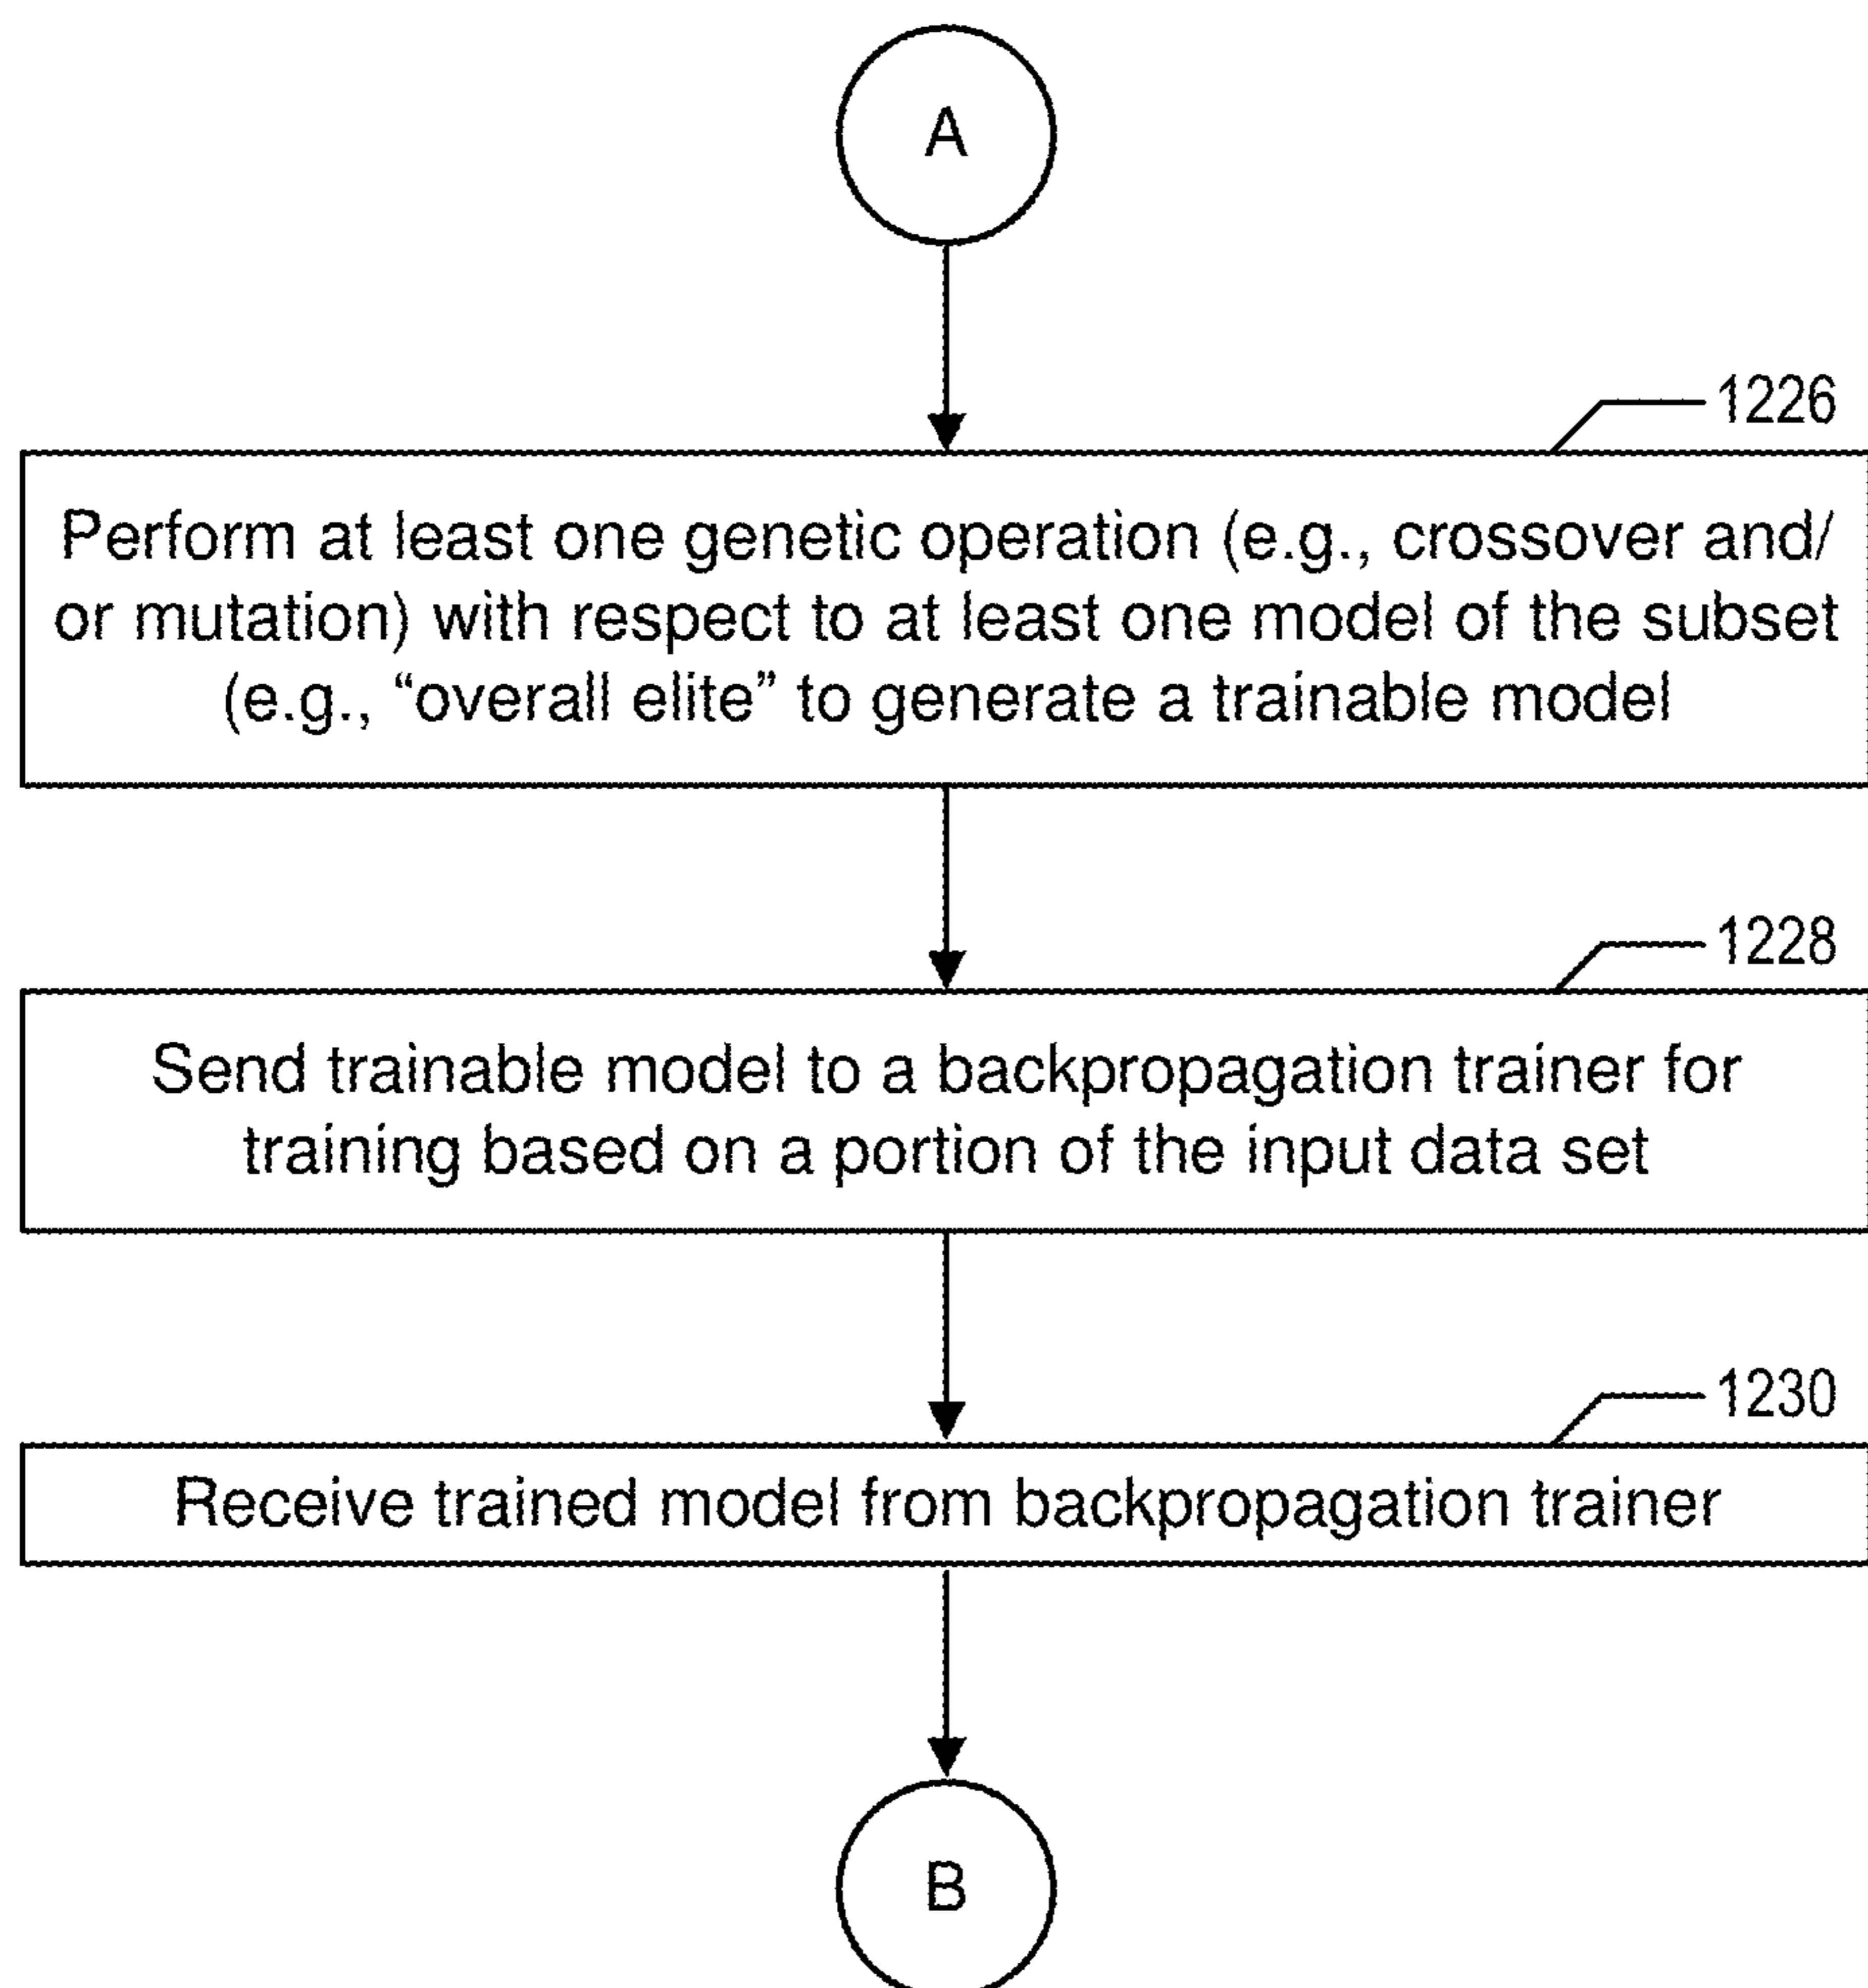 A
1226
Perform at least one genetic operation (e.g., crossover and/
or mutation) with respect to at least one model of the subset
(e.g., “overall elite” to generate a trainable model
1228
Send trainable model to a backpropagation trainer for
training based on a portion of the input data set
1230
Receive trained model from backpropagation trainer
B